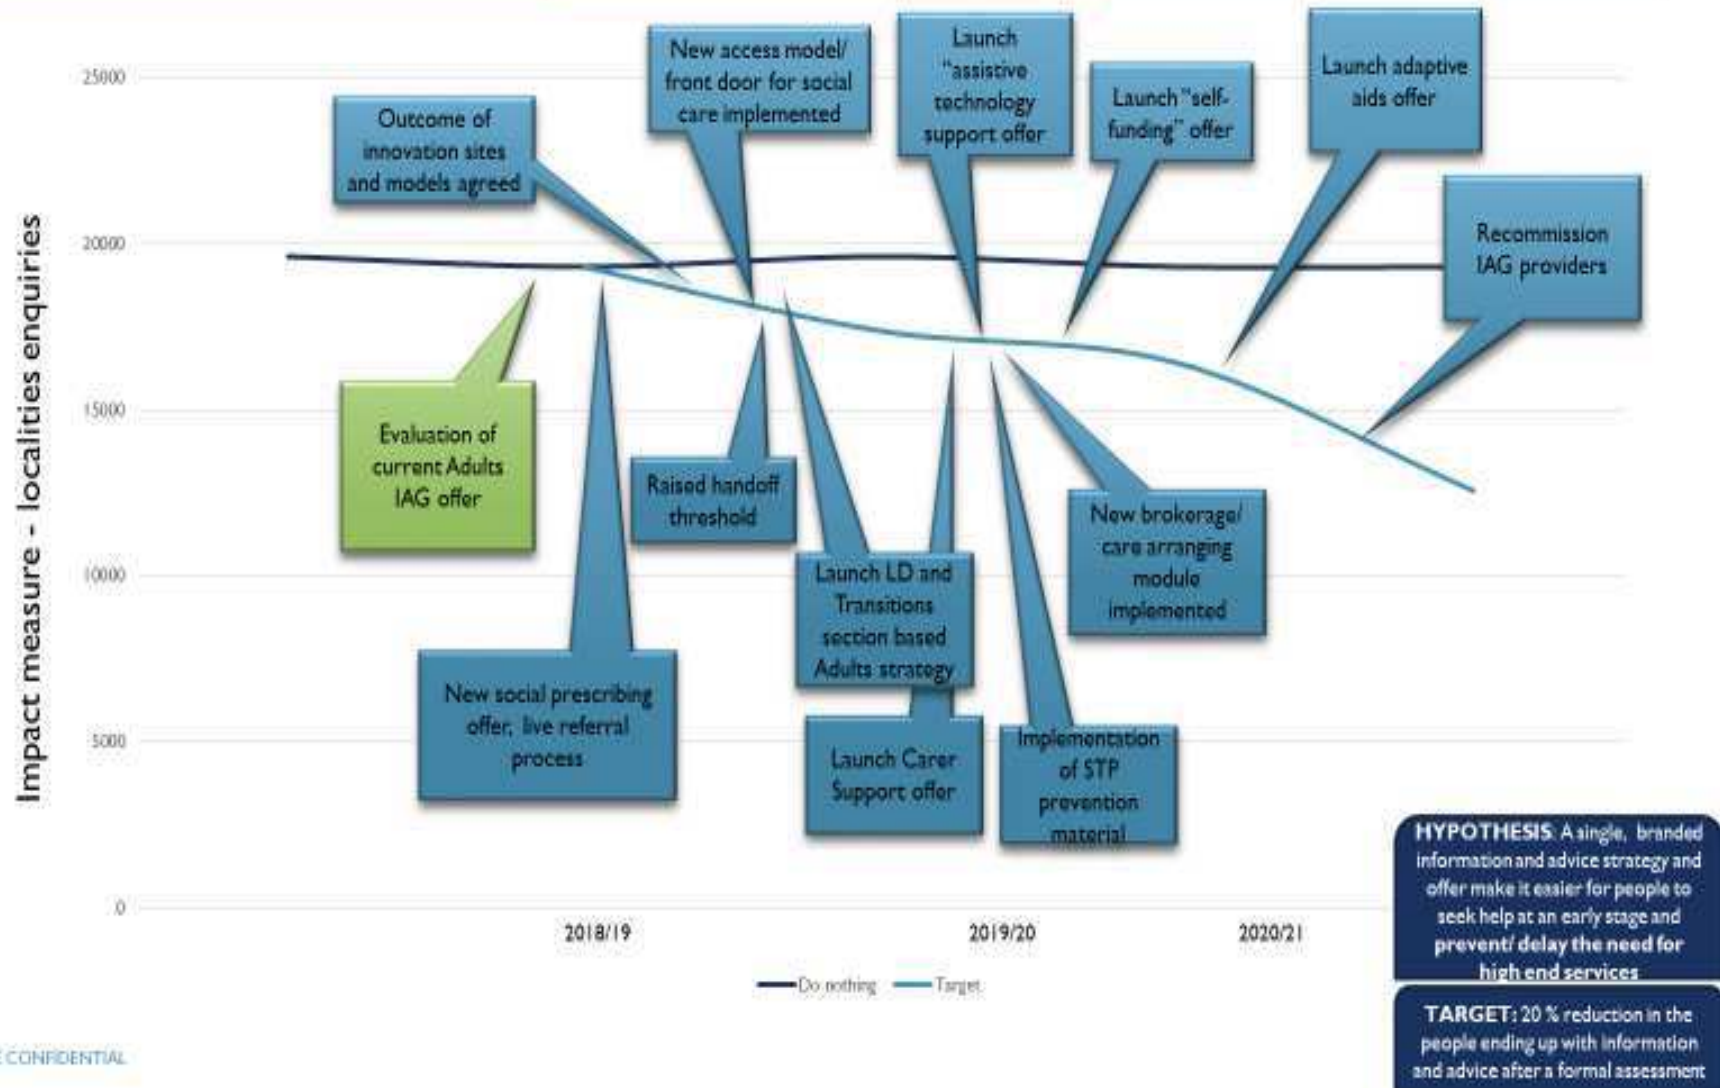 Impact measure - localities enquiries
25000
20000
15000
10000
5000
0
Outcome of
innovation sites
and models agreed
New access model/
front door for social
care implemented
Launch
"assistive
technology
support offer
Launch "self-
funding" offer
Launch adaptive
aids offer
Recommission
IAG providers
Evaluation of
current Adults
IAG offer
Raised handoff
threshold
New brokerage/
care arranging
module
implemented
Launch LD and
Transitions
section based
Adults strategy
New social prescribing
offer, live referral
process
Launch Carer
Support offer
Implementation
of STP
prevention
material
2018/19
2019/20
2020/21
Do nothing
Target
HYPOTHESIS: A single, branded
information and advice strategy and
offer make it easier for people to
seek help at an early stage and
prevent/ delay the need for
high end services
TARGET: 20 % reduction in the
people ending up with information
and advice after a formal assessment
CONFIDENTIAL